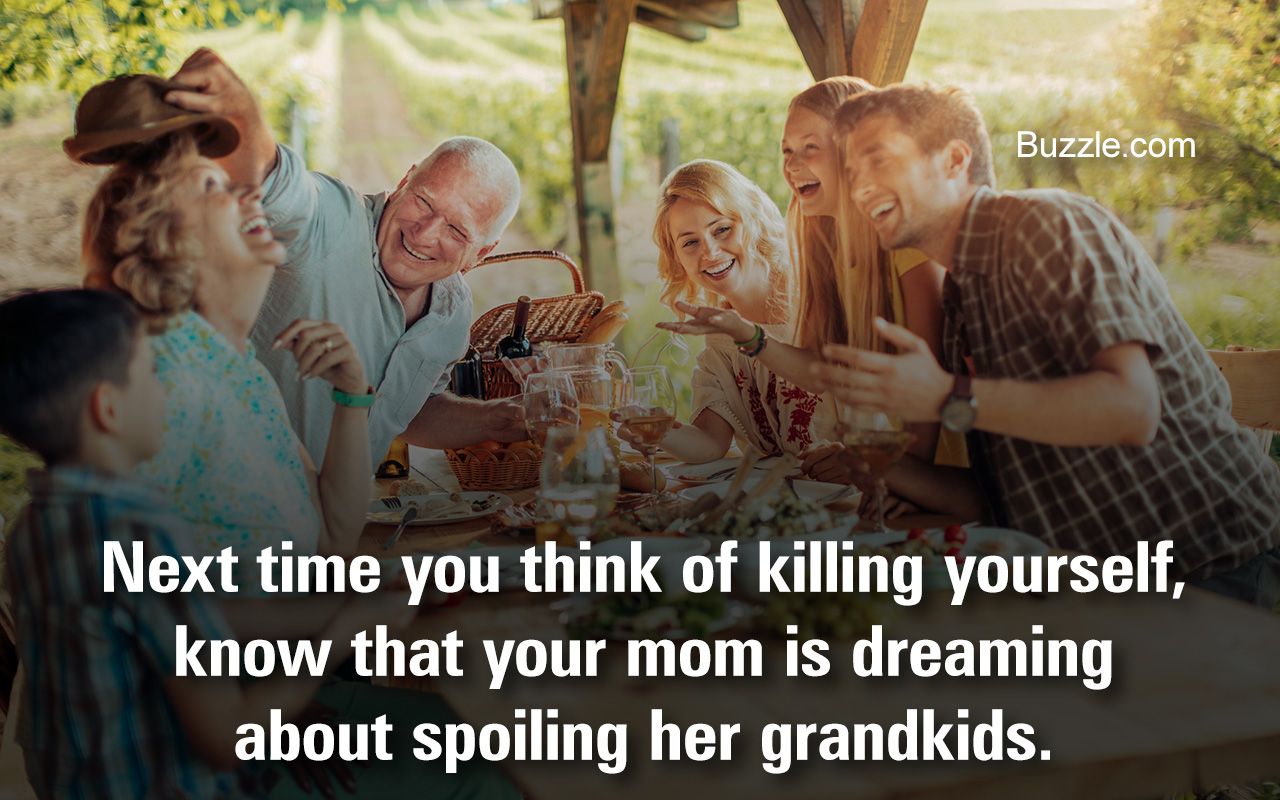 Buzzle.com
Next time you think of killing yourself,
know that your mom is dreaming
about spoiling her grandkids.